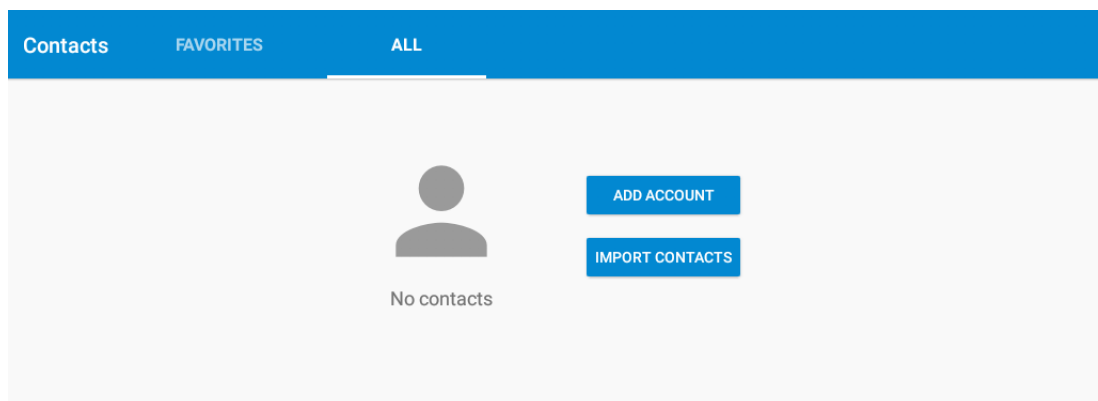 Contacts FAVORITES ALL
ADD ACCOUNT
IMPORT CONTACTS
No contacts